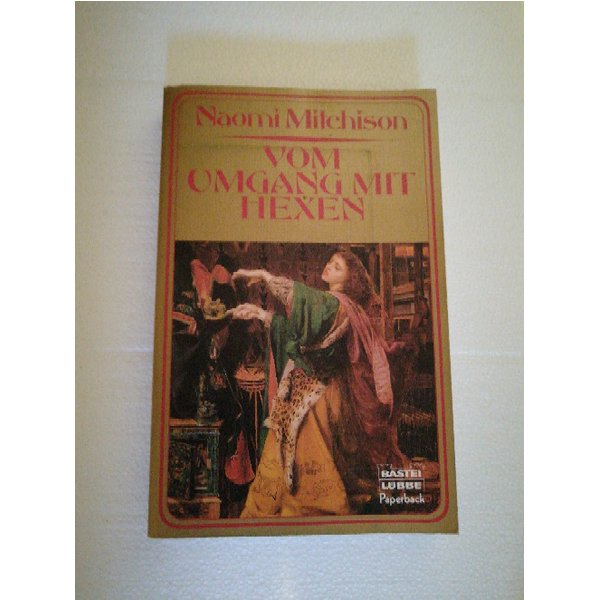 Naomi Mitchison
VOM
UMGANG MIT
HEXEN
BASTEI
LÜBBE
Paperback